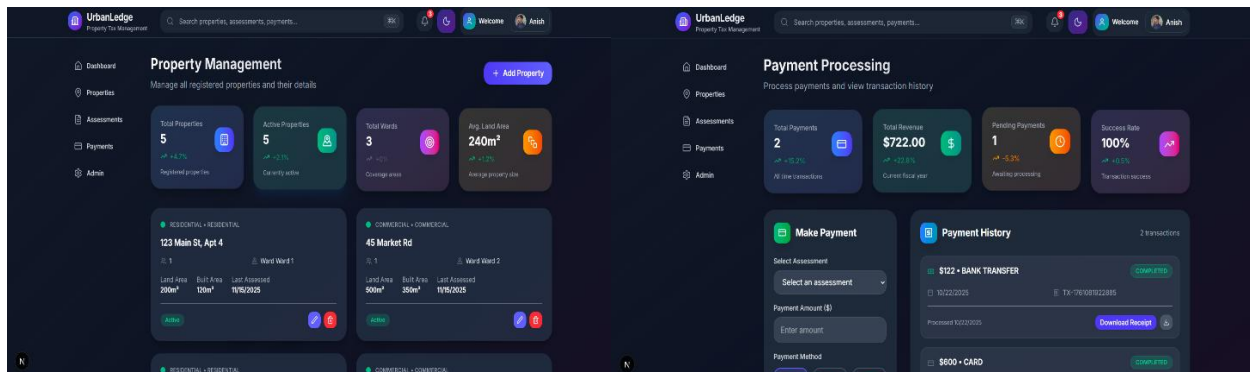 UrbanLedge
Property Tax Management
Search properties, assessments, payments...
⌘K
3
Welcome
Anish
Dashboard
Properties
Assessments
Payments
Admin
Property Management
Manage all registered properties and their details
+ Add Property
Total Properties
5
+4.7%
Registered properties
Active Properties
5
+2.1%
Currently active
Total Wards
3
Coverage areas
Avg. Land Area
240m²
+1.2%
Average property size
RESIDENTIAL • RESIDENTIAL
123 Main St, Apt 4
1
Ward Ward 1
Land Area Built Area Last Assessed
200m² 120m² 11/15/2025
Active
COMMERCIAL • COMMERCIAL
45 Market Rd
1
Ward Ward 2
Land Area Built Area Last Assessed
500m² 350m² 11/15/2025
Active
RESIDENTIAL • RESIDENTIAL
COMMERCIAL • COMMERCIAL
N
UrbanLedge
Property Tax Management
Search properties, assessments, payments...
⌘K
3
Welcome
Anish
Dashboard
Properties
Assessments
Payments
Admin
Payment Processing
Process payments and view transaction history
Total Payments
2
+15.2%
All time transactions
Total Revenue
$722.00
+22.8%
Current fiscal year
Pending Payments
1
-5.3%
Awaiting processing
Success Rate
100%
+0.5%
Transaction success
Make Payment
Select Assessment
Select an assessment
Payment Amount ($)
Enter amount
Payment Method
Payment History
2 transactions
$122 • BANK TRANSFER
COMPLETED
10/22/2025
TX-1761081822885
Processed 10/22/2025
Download Receipt
$600 • CARD
COMPLETED
N